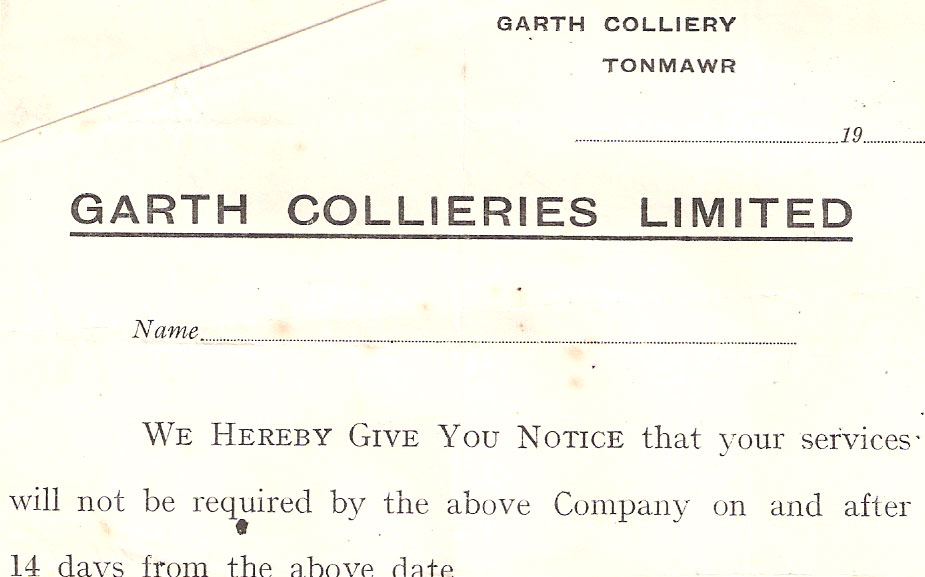 GARTH COLLIERY
TONMAWR
19
GARTH COLLIERIES LIMITED
Name
WE HEREBY GIVE YOU NOTICE that your services
will not be required by the above Company on and after
14 days from the above date